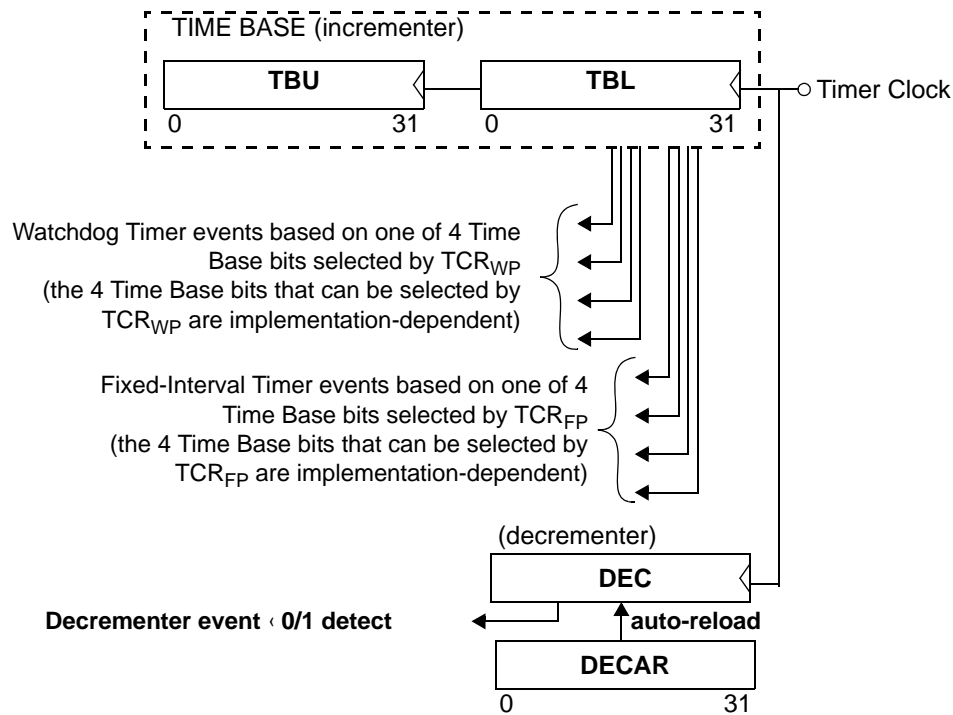 TIME BASE (incrementer)
TBU
TBL
Timer Clock
0 31 0 31
Watchdog Timer events based on one of 4 Time
Base bits selected by TCRWP
(the 4 Time Base bits that can be selected by
TCRWP are implementation-dependent)
Fixed-Interval Timer events based on one of 4
Time Base bits selected by TCRFP
(the 4 Time Base bits that can be selected by
TCRFP are implementation-dependent)
(decrementer)
DEC
Decrementer event ‹ 0/1 detect
auto-reload
DECAR
0 31